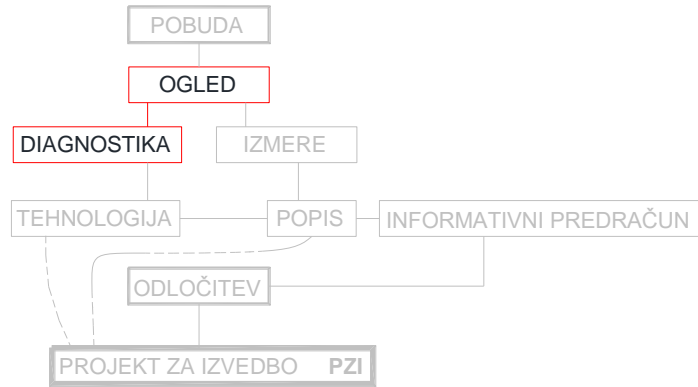 POBUDA
OGLED
DIAGNOSTIKA
IZMERE
TEHNOLOGIJA
POPIS
INFORMATIVNI PREDRAČUN
ODLOČITEV
PROJEKT ZA IZVEDBO PZI